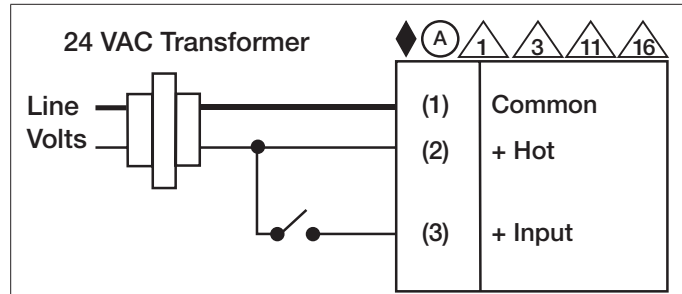 24 VAC Transformer
A 1 3 11 16
Line Volts
(1) Common
(2) + Hot
(3) + Input